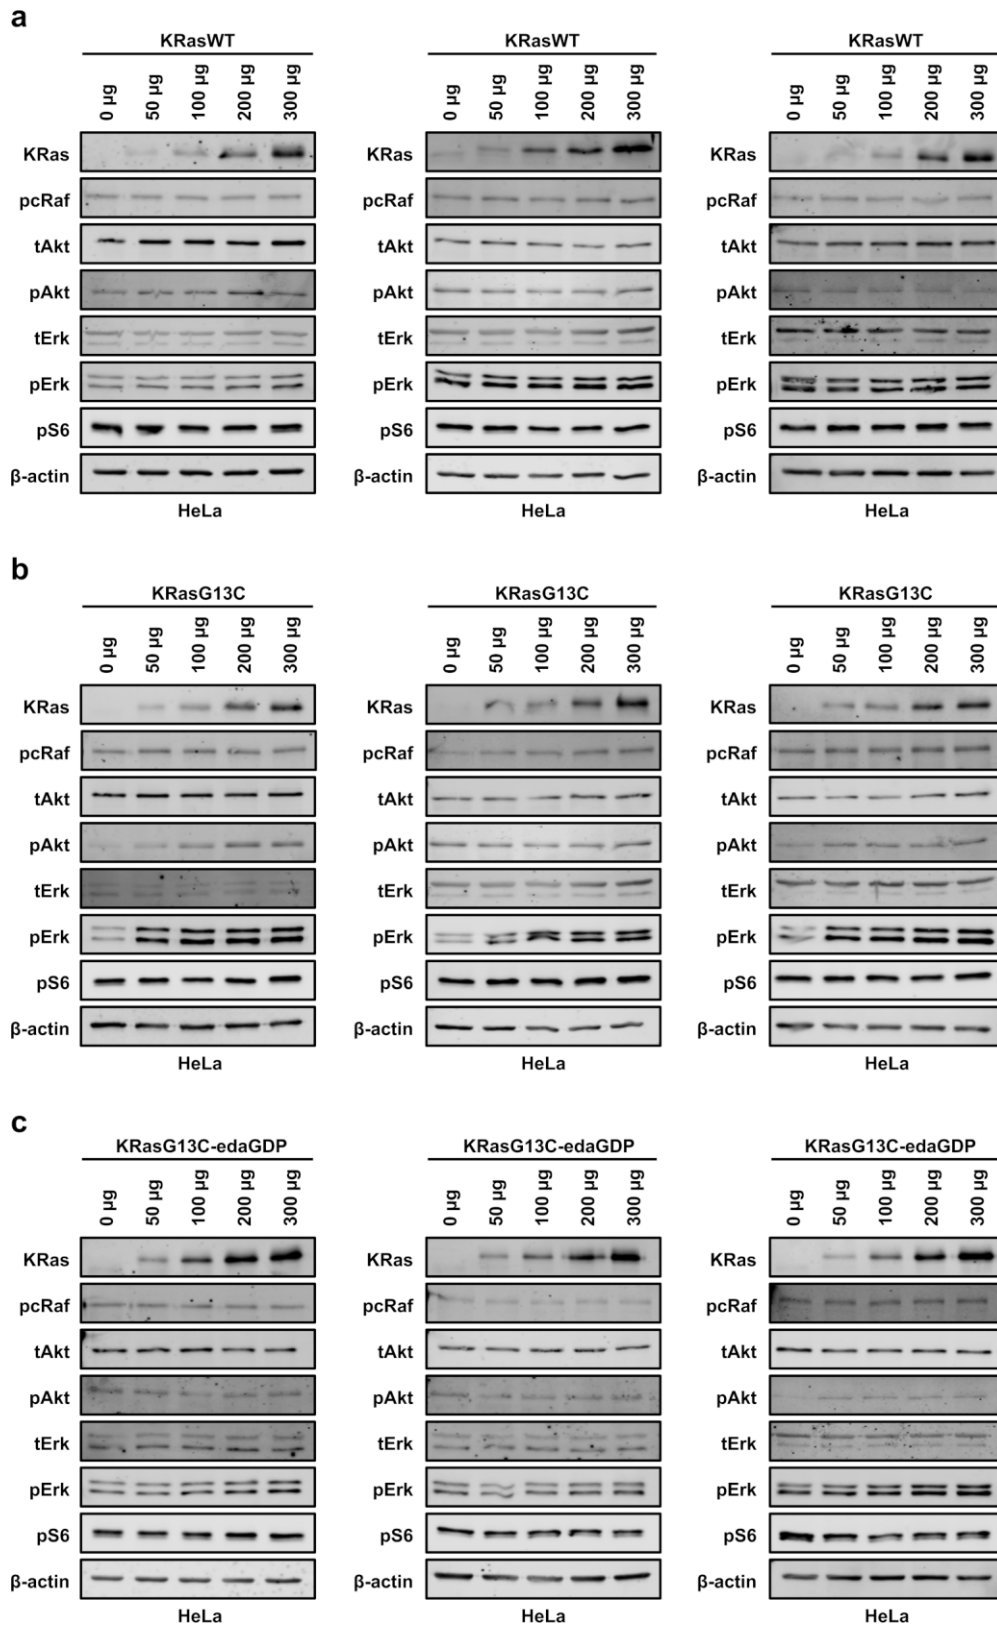 a
KRasWT KRasWT KRasWT
0 µg 50 µg 100 µg 200 µg 300 µg 0 µg 50 µg 100 µg 200 µg 300 µg 0 µg 50 µg 100 µg 200 µg 300 µg
KRas KRas KRas
pcRaf pcRaf pcRaf
tAkt tAkt tAkt
pAkt pAkt pAkt
tErk tErk tErk
pErk pErk pErk
pS6 pS6 pS6
β-actin β-actin β-actin
HeLa HeLa HeLa
b
KRasG13C KRasG13C KRasG13C
0 µg 50 µg 100 µg 200 µg 300 µg 0 µg 50 µg 100 µg 200 µg 300 µg 0 µg 50 µg 100 µg 200 µg 300 µg
KRas KRas KRas
pcRaf pcRaf pcRaf
tAkt tAkt tAkt
pAkt pAkt pAkt
tErk tErk tErk
pErk pErk pErk
pS6 pS6 pS6
β-actin β-actin β-actin
HeLa HeLa HeLa
c
KRasG13C-edaGDP KRasG13C-edaGDP KRasG13C-edaGDP
0 µg 50 µg 100 µg 200 µg 300 µg 0 µg 50 µg 100 µg 200 µg 300 µg 0 µg 50 µg 100 µg 200 µg 300 µg
KRas KRas KRas
pcRaf pcRaf pcRaf
tAkt tAkt tAkt
pAkt pAkt pAkt
tErk tErk tErk
pErk pErk pErk
pS6 pS6 pS6
β-actin β-actin β-actin
HeLa HeLa HeLa